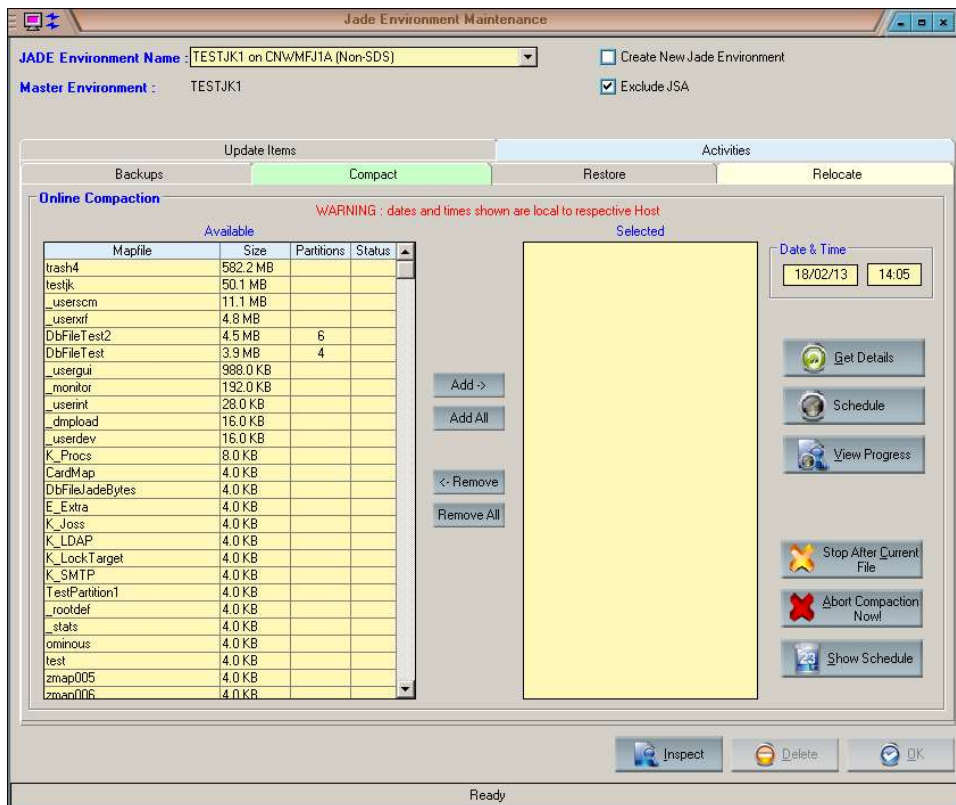 Jade Environment Maintenance
JADE Environment Name : TESTJK1 on CNWMFJ1A (Non-SDS)
Create New Jade Environment
Master Environment : TESTJK1
Exclude JSA
Update Items Activities
Backups Compact Restore Relocate
Online Compaction
WARNING : dates and times shown are local to respective Host
Available
Mapfile Size Partitions Status
trash4 582.2 MB
testjk 50.1 MB
_userscm 11.1 MB
_userxrf 4.8 MB
DbFileTest2 4.5 MB 6
DbFileTest 3.9 MB 4
_usergui 988.0 KB
_monitor 192.0 KB
_userint 28.0 KB
_dmpload 16.0 KB
_userdev 16.0 KB
K_Procs 8.0 KB
CardMap 4.0 KB
DbFileJadeBytes 4.0 KB
E_Extra 4.0 KB
K_Joss 4.0 KB
K_LDAP 4.0 KB
K_LockTarget 4.0 KB
K_SMTP 4.0 KB
TestPartition1 4.0 KB
_rootdef 4.0 KB
_stats 4.0 KB
ominous 4.0 KB
test 4.0 KB
zmap005 4.0 KB
zmap006 4.0 KB
Add ->
Add All
<- Remove
Remove All
Selected
Date & Time
18/02/13 14:05
Get Details
Schedule
View Progress
Stop After Current
File
Abort Compaction
Now!
23
Show Schedule
Inspect Delete OK
Ready